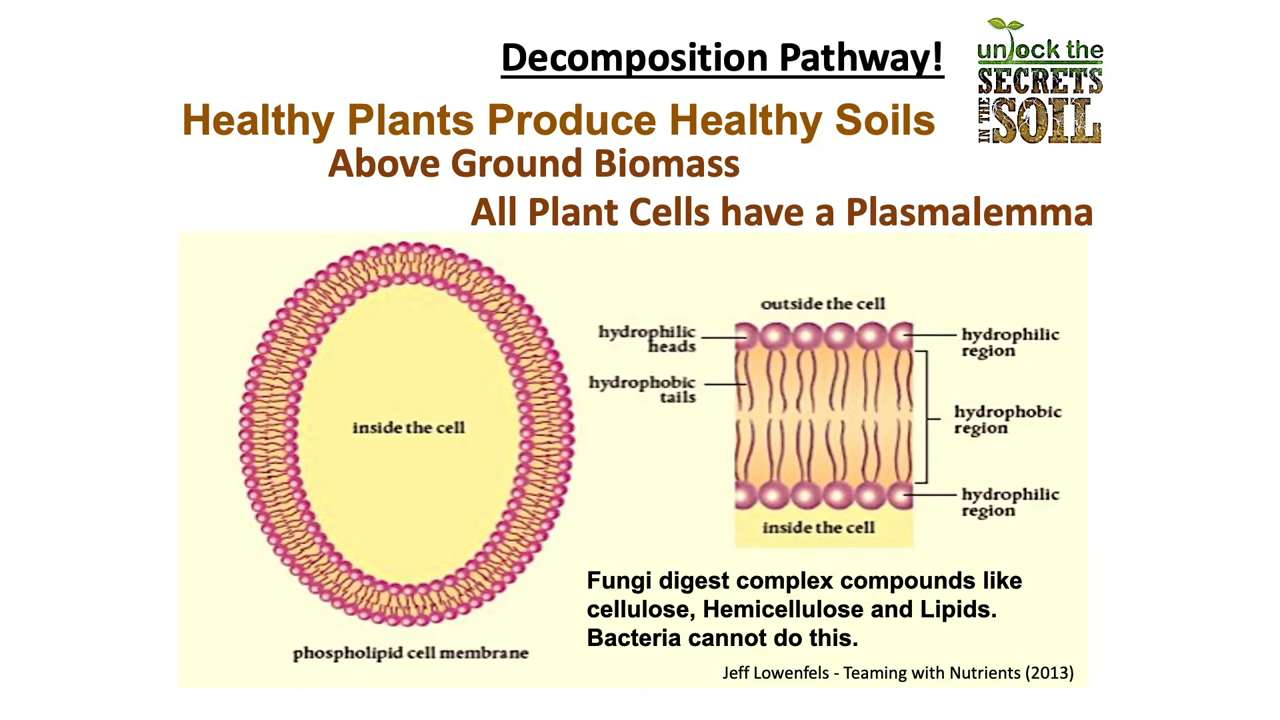 Decomposition Pathway!
unlock the
SECRETS
IN THE
SOIL
Healthy Plants Produce Healthy Soils
Above Ground Biomass
All Plant Cells have a Plasmalemma
inside the cell
phospholipid cell membrane
outside the cell
hydrophilic
heads
hydrophobic
tails
hydrophilic
region
hydrophobic
region
hydrophilic
region
inside the cell
Fungi digest complex compounds like
cellulose, Hemicellulose and Lipids.
Bacteria cannot do this.
Jeff Lowenfels - Teaming with Nutrients (2013)